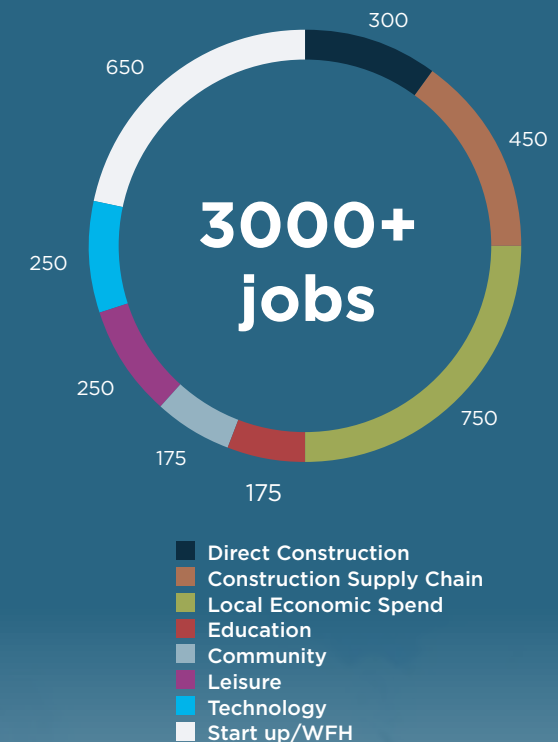 300
650
450
3000+
jobs
250
250
750
175
175
Direct Construction
Construction Supply Chain
Local Economic Spend
Education
Community
Leisure
Technology
Start up/WFH